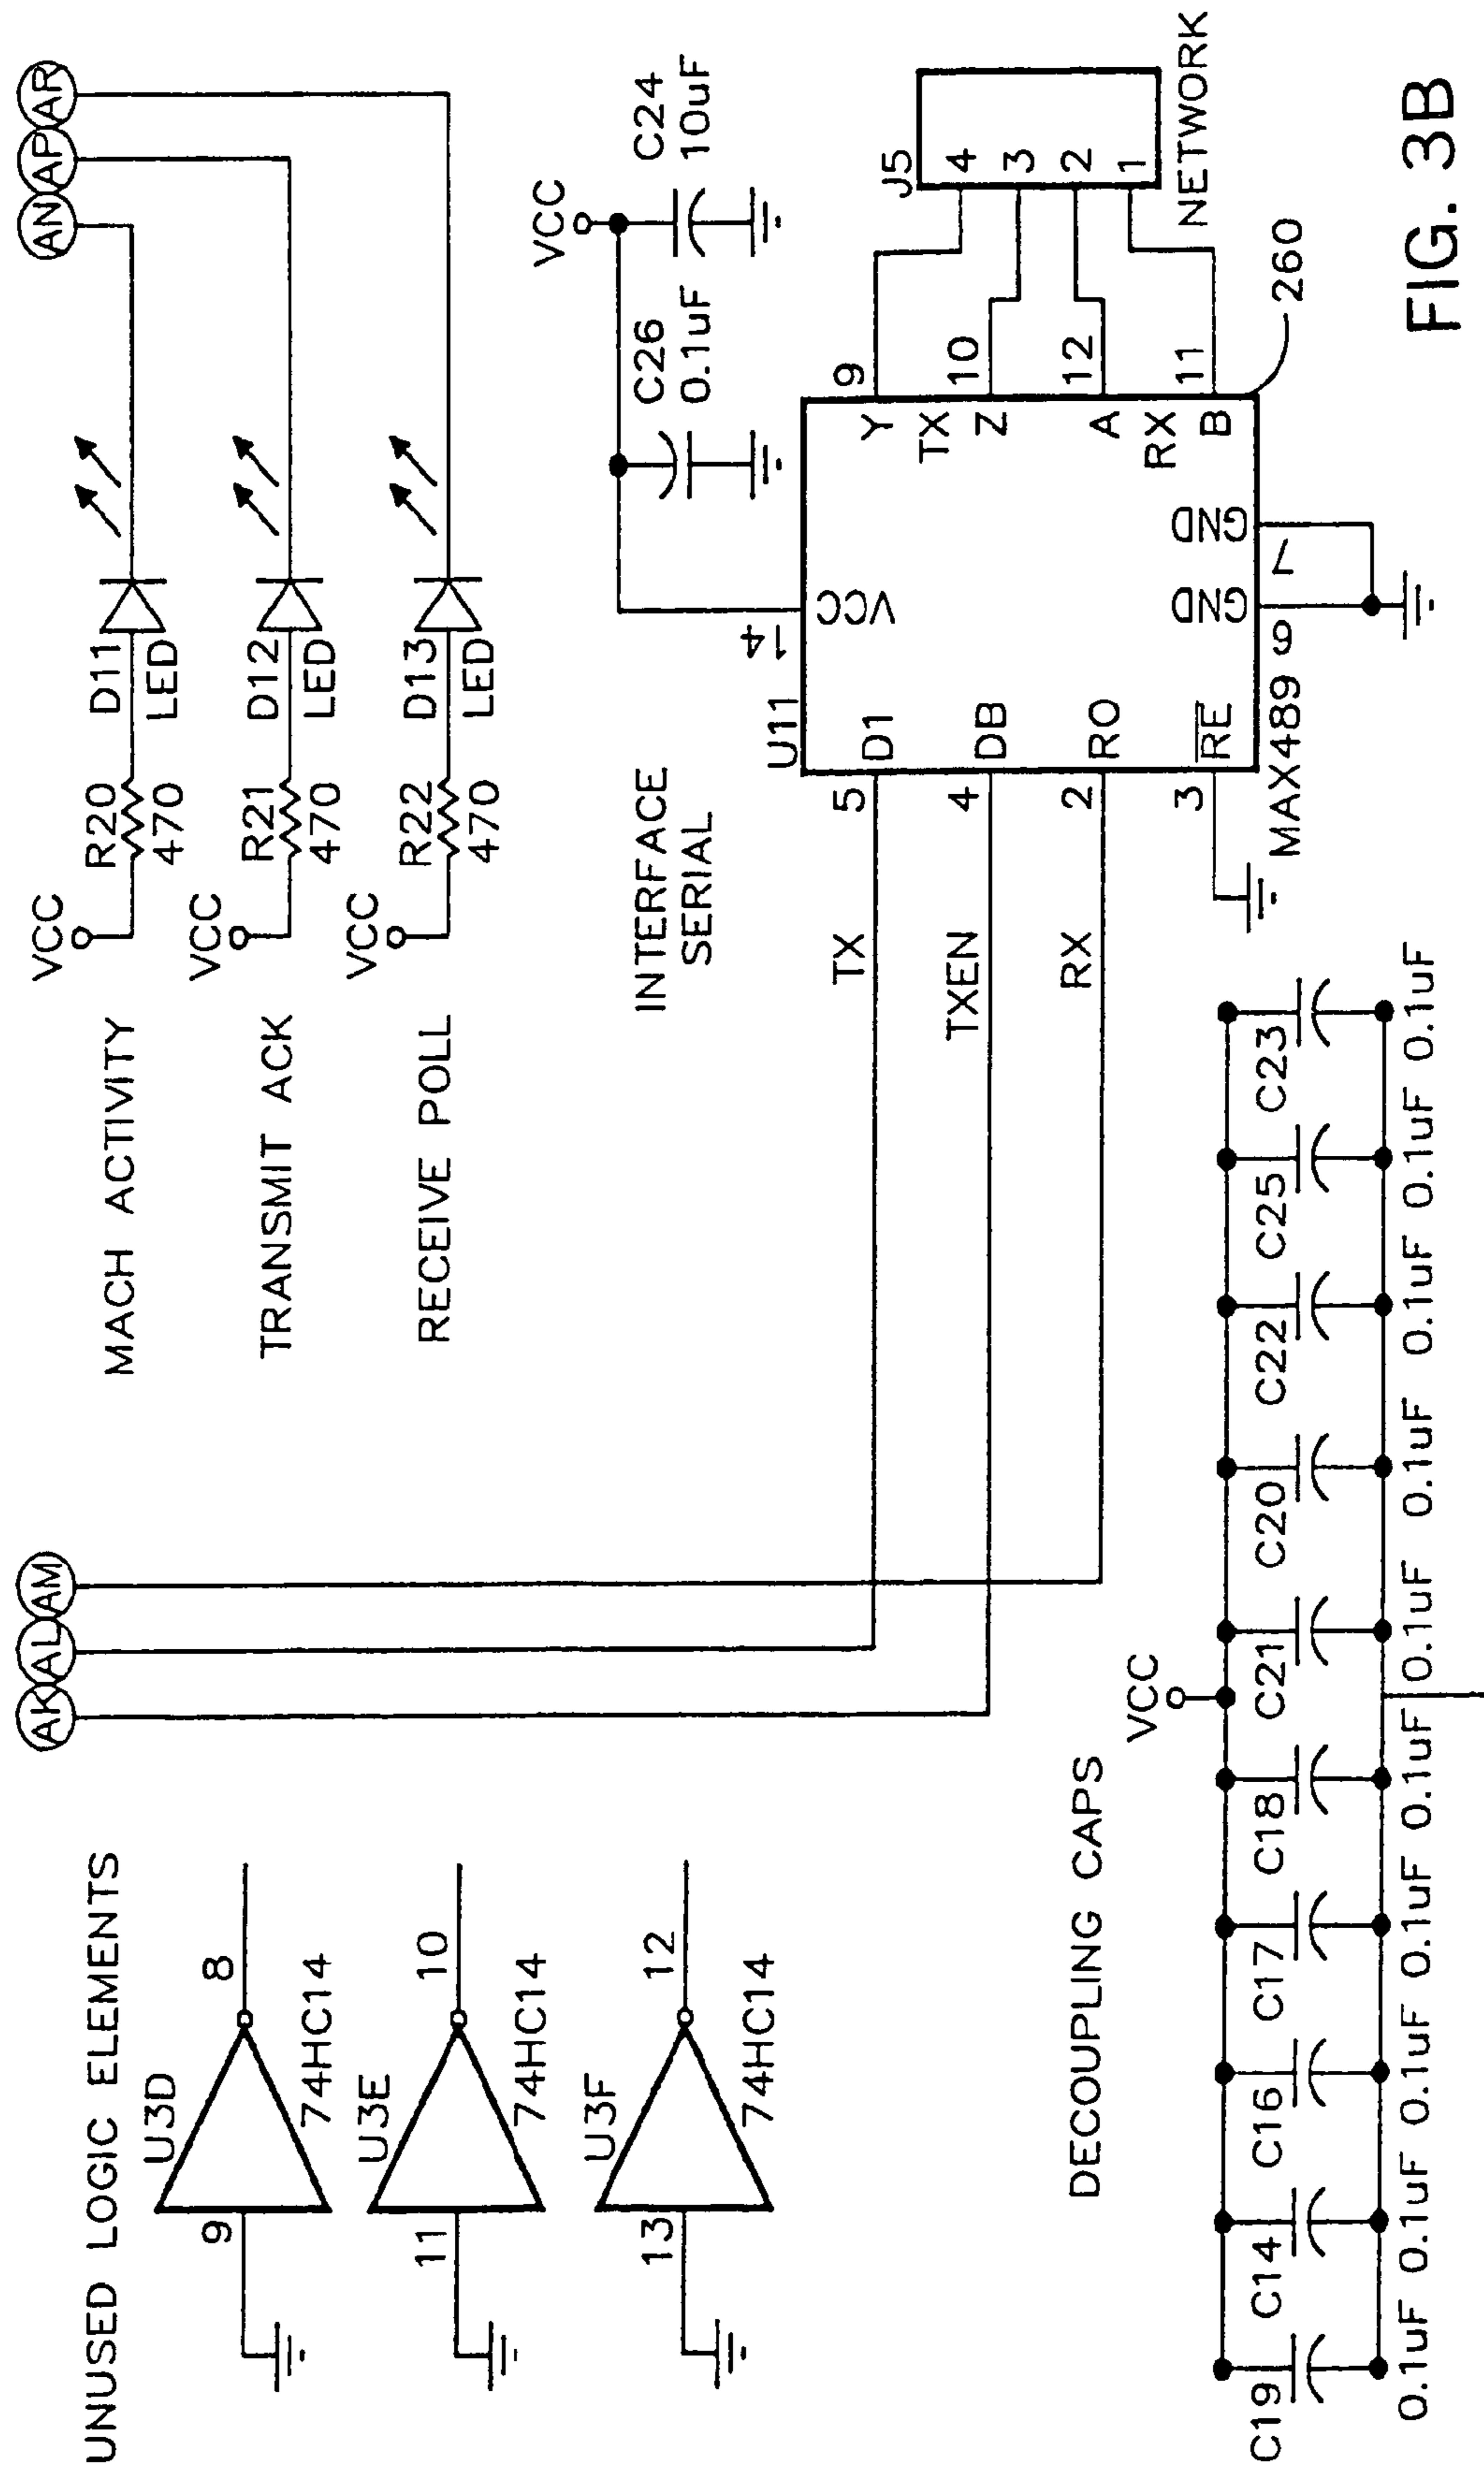 AK
AL
AM
AN
AP
AR
UNUSED LOGIC ELEMENTS
U3D
9
8
74HC14
U3E
11
10
74HC14
U3F
13
12
74HC14
MACH ACTIVITY
VCC
R20
470
D11
LED
TRANSMIT ACK
VCC
R21
470
D12
LED
RECEIVE POLL
VCC
R22
470
D13
LED
INTERFACE
SERIAL
VCC
C26
0.1uF
C24
10uF
TX
TXEN
RX
U11
14
VCC
5
D1
4
DB
2
RO
3
RE
Y
9
TX
Z
10
A
12
RX
B
11
GND
GND
6
7
MAX489
260
J5
4
3
2
1
NETWORK
DECOUPLING CAPS
VCC
C19 C14 C16 C17 C18 C21 C20 C22 C25 C23
0.1uF 0.1uF 0.1uF 0.1uF 0.1uF 0.1uF 0.1uF 0.1uF 0.1uF 0.1uF
FIG. 3B